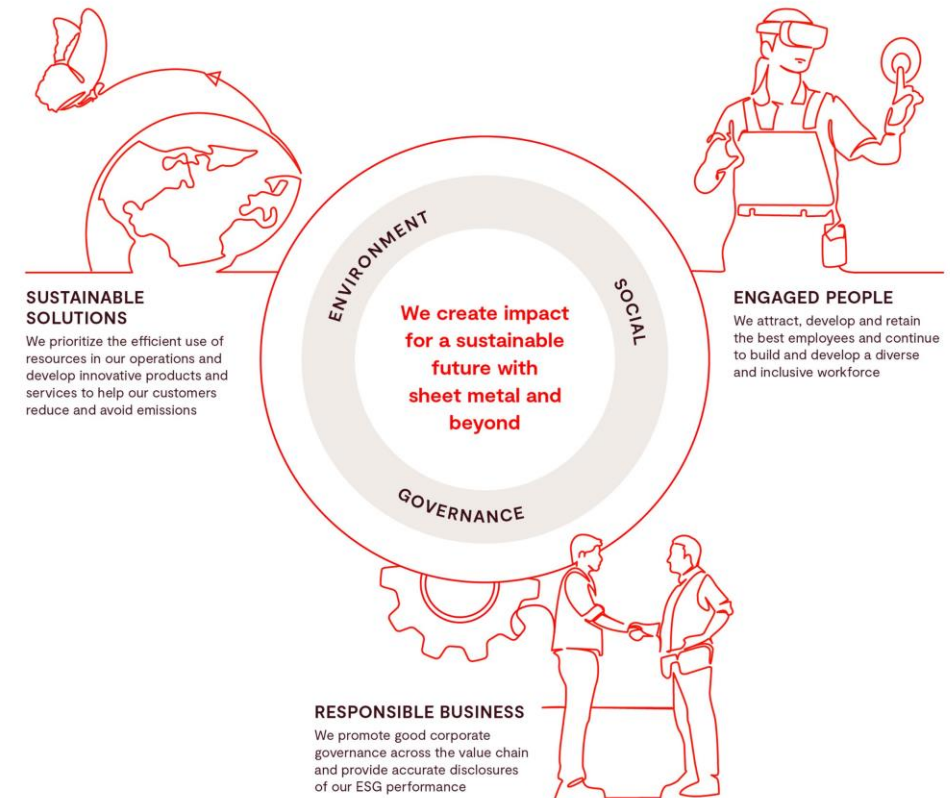 ENVIRONMENT
SOCIAL
GOVERNANCE
We create impact
for a sustainable
future with
sheet metal and
beyond
SUSTAINABLE
SOLUTIONS
We prioritize the efficient use of
resources in our operations and
develop innovative products and
services to help our customers
reduce and avoid emissions
ENGAGED PEOPLE
We attract, develop and retain
the best employees and continue
to build and develop a diverse
and inclusive workforce
RESPONSIBLE BUSINESS
We promote good corporate
governance across the value chain
and provide accurate disclosures
of our ESG performance